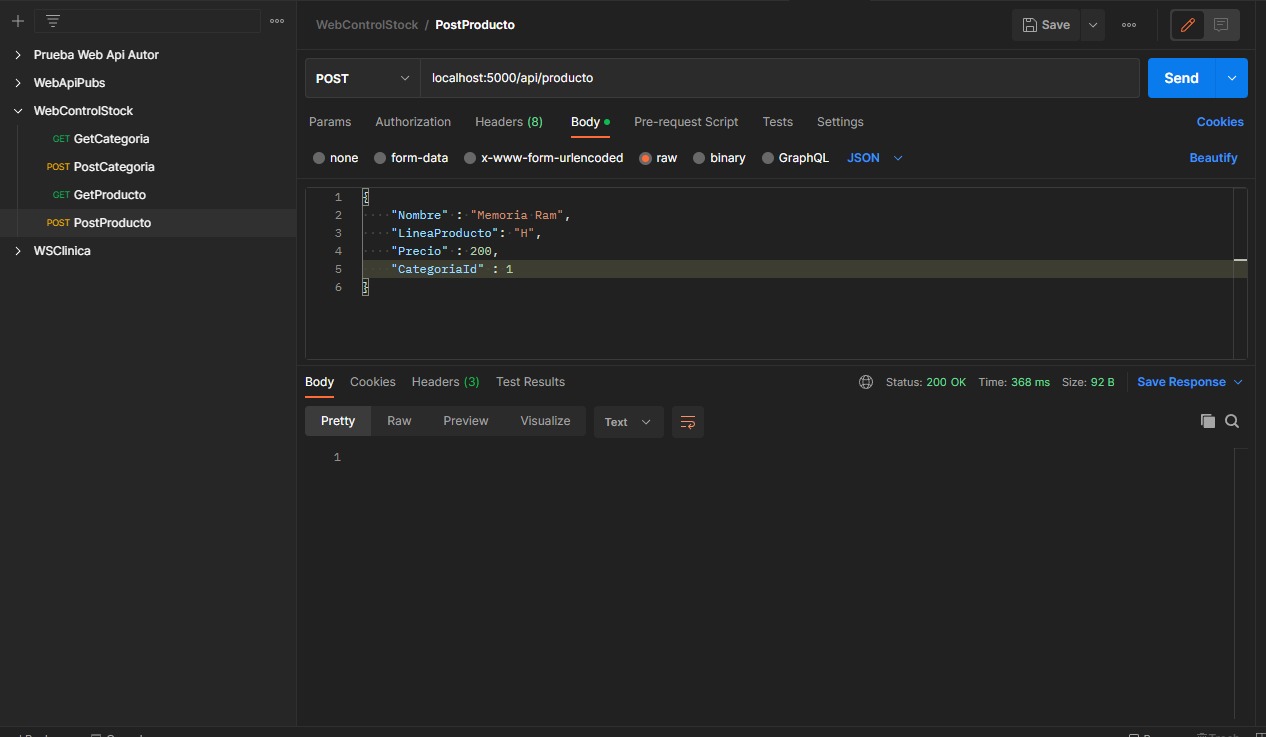 WebControlStock / PostProducto
Save
Prueba Web Api Autor
WebApiPubs
WebControlStock
GET GetCategoria
POST PostCategoria
GET GetProducto
POST PostProducto
WSClinica
POST localhost:5000/api/producto Send
Params Authorization Headers (8) Body Pre-request Script Tests Settings Cookies
none form-data x-www-form-urlencoded raw binary GraphQL JSON Beautify
1 {
2 "Nombre" : "Memoria Ram",
3 "LineaProducto": "H",
4 "Precio" : 200,
5 "CategoriaId" : 1
6 }
Body Cookies Headers (3) Test Results Status: 200 OK Time: 368 ms Size: 92 B Save Response
Pretty Raw Preview Visualize Text
1